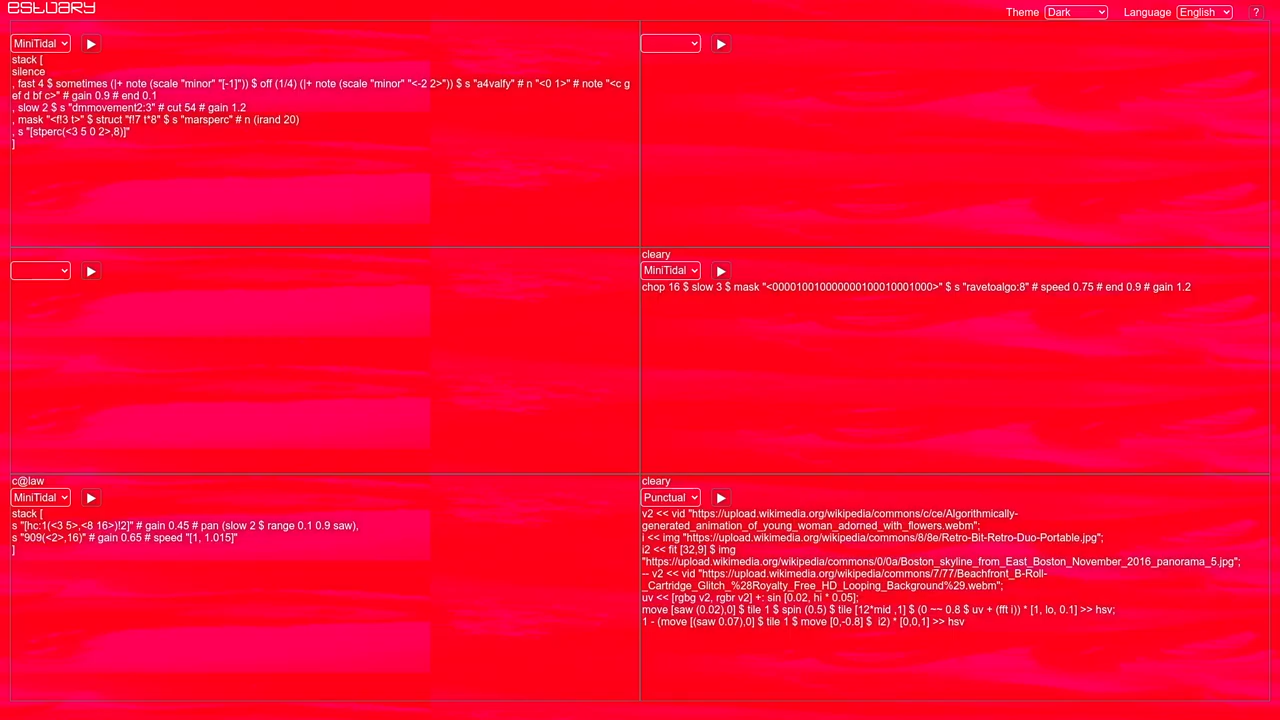 estuary
Theme Dark Language English ?
MiniTidal
stack [
silence
, fast 4 $ sometimes (|+ note (scale "minor" "[-1]")) $ off (1/4) (|+ note (scale "minor" "<-2 2>")) $ s "a4valfy" # n "<0 1>" # note "<c g
ef d bf c>" # gain 0.9 # end 0.1
, slow 2 $ s "dmmovement2:3" # cut 54 # gain 1.2
, mask "<f!3 t>" $ struct "f!7 t*8" $ s "marsperc" # n (irand 20)
, s "[stperc(<3 5 0 2>,8)]"
]
cleary
MiniTidal
chop 16 $ slow 3 $ mask "<00001001000000010001001000100>" $ s "ravetoalgo:8" # speed 0.75 # end 0.9 # gain 1.2
c@law
MiniTidal
stack [
s "[hc:1(<3 5>,<8 16>)!2]" # gain 0.45 # pan (slow 2 $ range 0.1 0.9 saw),
s "909(<2>,16)" # gain 0.65 # speed "[1, 1.015]"
]
cleary
Punctual
v2 << vid "https://upload.wikimedia.org/wikipedia/commons/c/ce/Algorithmically-
generated_animation_of_young_woman_adorned_with_flowers.webm";
i << img "https://upload.wikimedia.org/wikipedia/commons/8/8e/Retro-Bit-Retro-Duo-Portable.jpg";
i2 << fit [32,9] $ img
"https://upload.wikimedia.org/wikipedia/commons/0/0a/Boston_skyline_from_East_Boston_November_2016_panorama_5.jpg";
-- v2 << vid "https://upload.wikimedia.org/wikipedia/commons/7/77/Beachfront_B-Roll-
_Cartridge_Glitch_%28Royalty_Free_HD_Looping_Background%29.webm";
uv << [rgbg v2, rgbr v2] +: sin [0.02, hi * 0.05];
move [saw (0.02),0] $ tile 1 $ spin (0.5) $ tile [12*mid ,1] $ (0 ~~ 0.8 $ uv + (fft i)) * [1, lo, 0.1] >> hsv;
1 - (move [(saw 0.07),0] $ tile 1 $ move [0,-0.8] $ i2) * [0,0,1] >> hsv